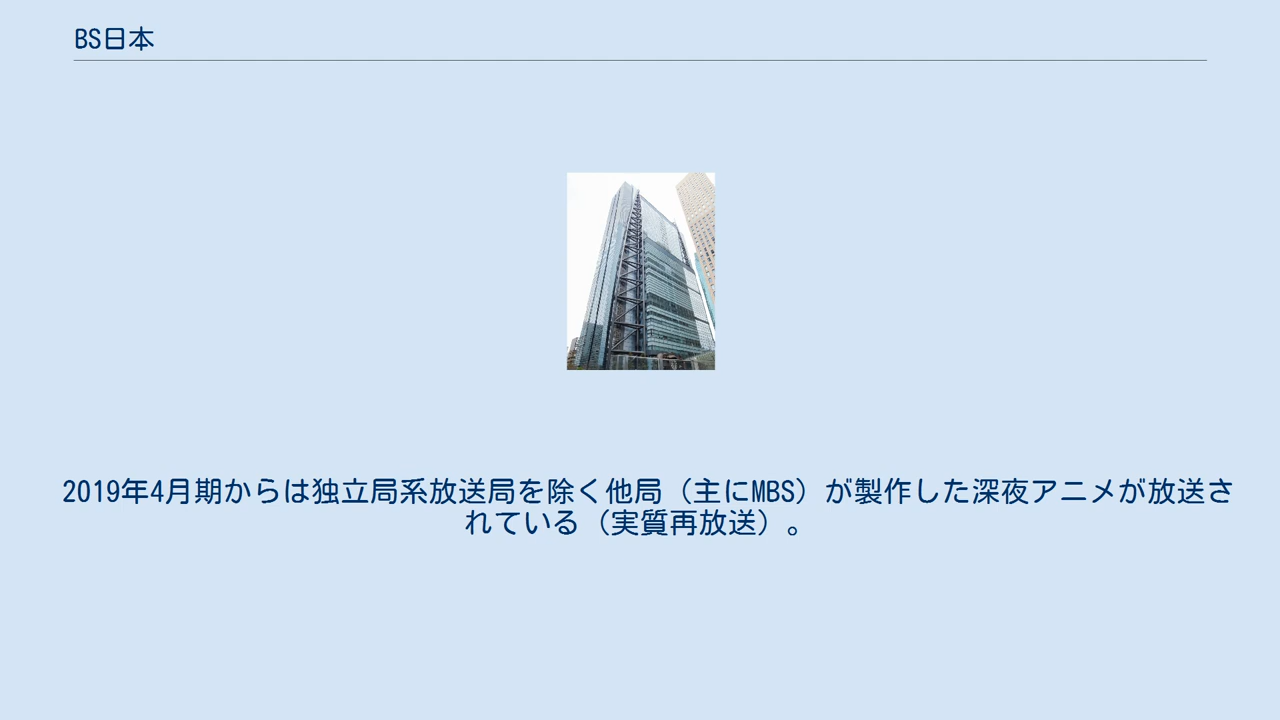 BS日本
2019年4月期からは独立局系放送局を除く他局（主にMBS）が製作した深夜アニメが放送さ
れている（実質再放送）。